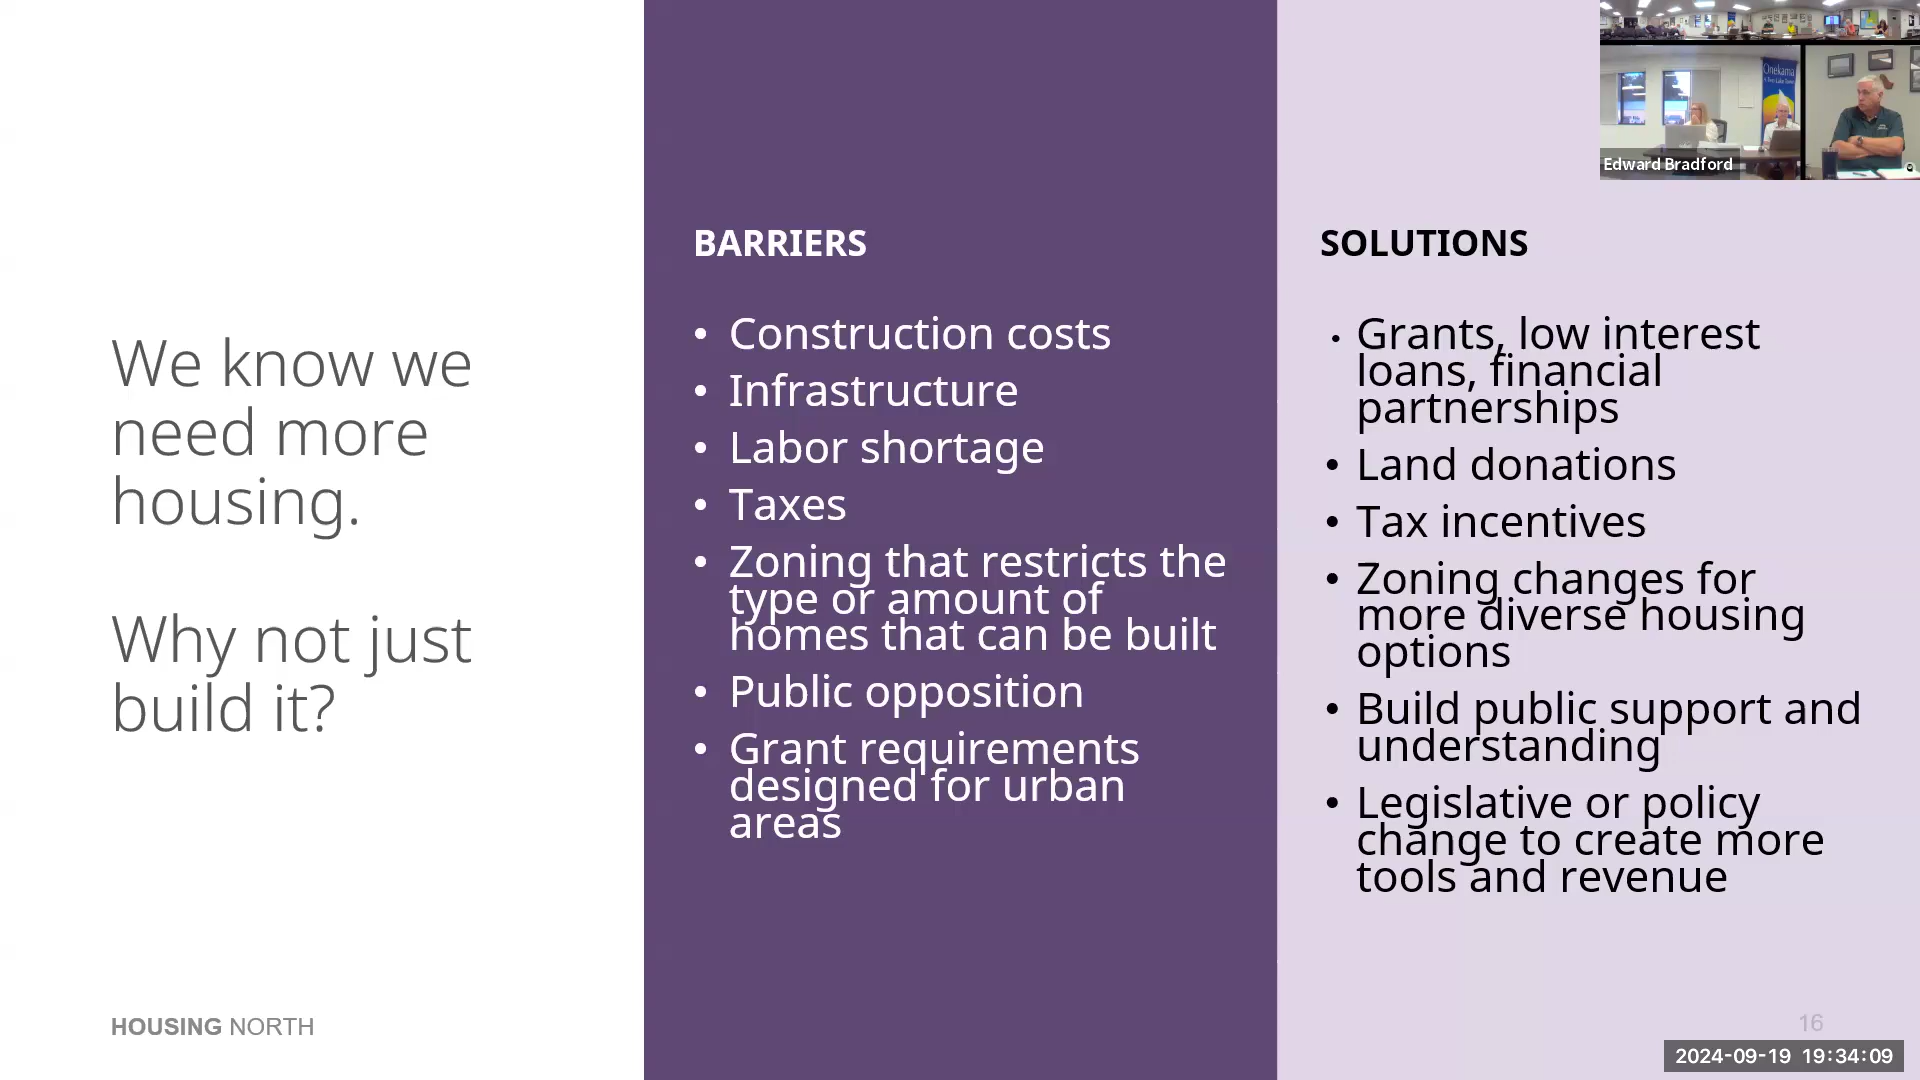 Onekama
Edward Bradford
We know we
need more
housing.
Why not just
build it?
BARRIERS
• Construction costs
• Infrastructure
• Labor shortage
• Taxes
• Zoning that restricts the
type or amount of
homes that can be built
• Public opposition
• Grant requirements
designed for urban
areas
SOLUTIONS
• Grants, low interest
loans, financial
partnerships
• Land donations
• Tax incentives
• Zoning changes for
more diverse housing
options
• Build public support and
understanding
• Legislative or policy
change to create more
tools and revenue
HOUSING NORTH
16
2024-09-19 19:34:09